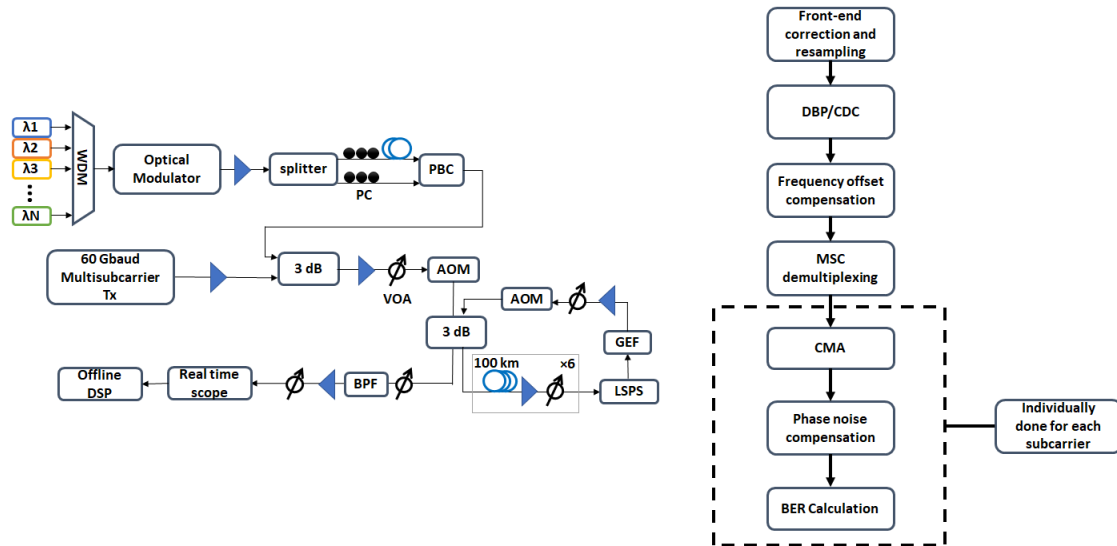 λ1
λ2
λ3
λN
WDM
Optical
Modulator
splitter
PC
PBC
60 Gbaud
Multisubcarrier
Tx
3 dB
VOA
AOM
AOM
3 dB
GEF
100 km
×6
LSPS
BPF
Real time
scope
Offline
DSP
Front-end
correction and
resampling
DBP/CDC
Frequency offset
compensation
MSC
demultiplexing
CMA
Phase noise
compensation
BER Calculation
Individually
done for each
subcarrier